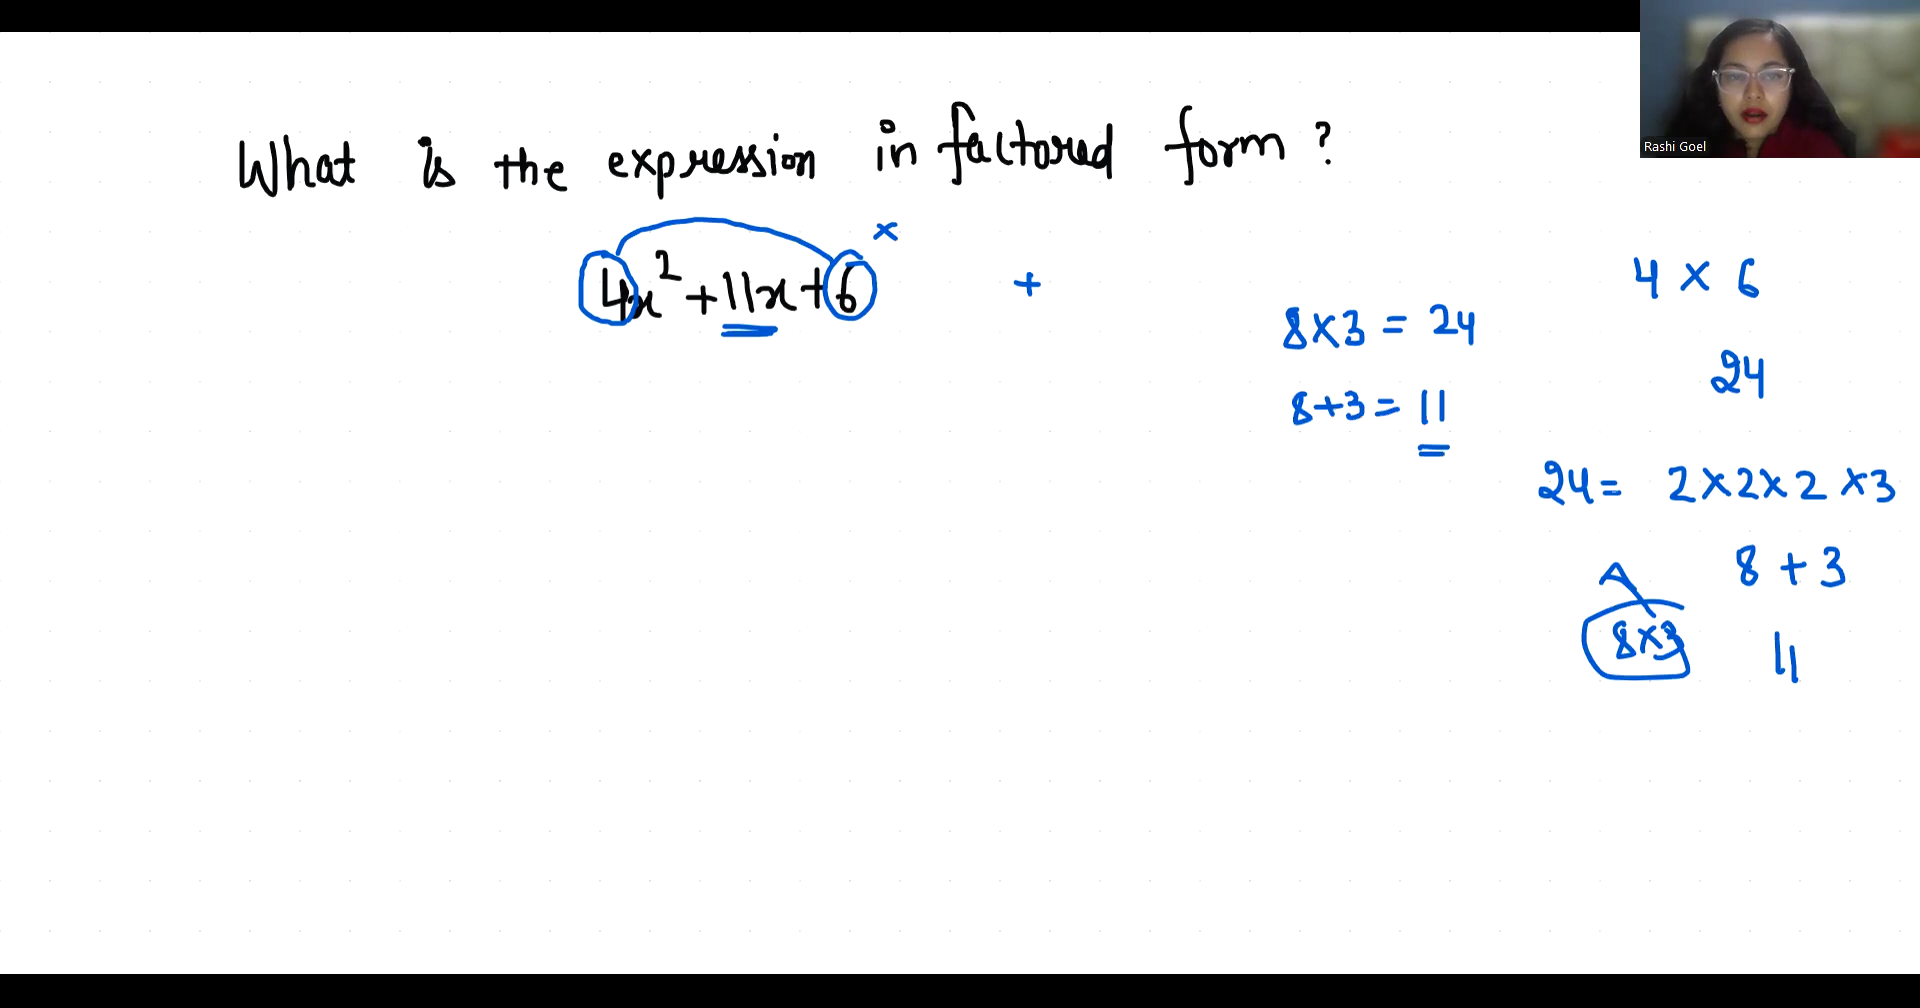 What is the expression in factored form?
4x² + 11x + 6
×
+
8×3 = 24
8+3 = 11
4 × 6
24
24 = 2×2×2×3
8 + 3
8×3
11
Rashi Goel